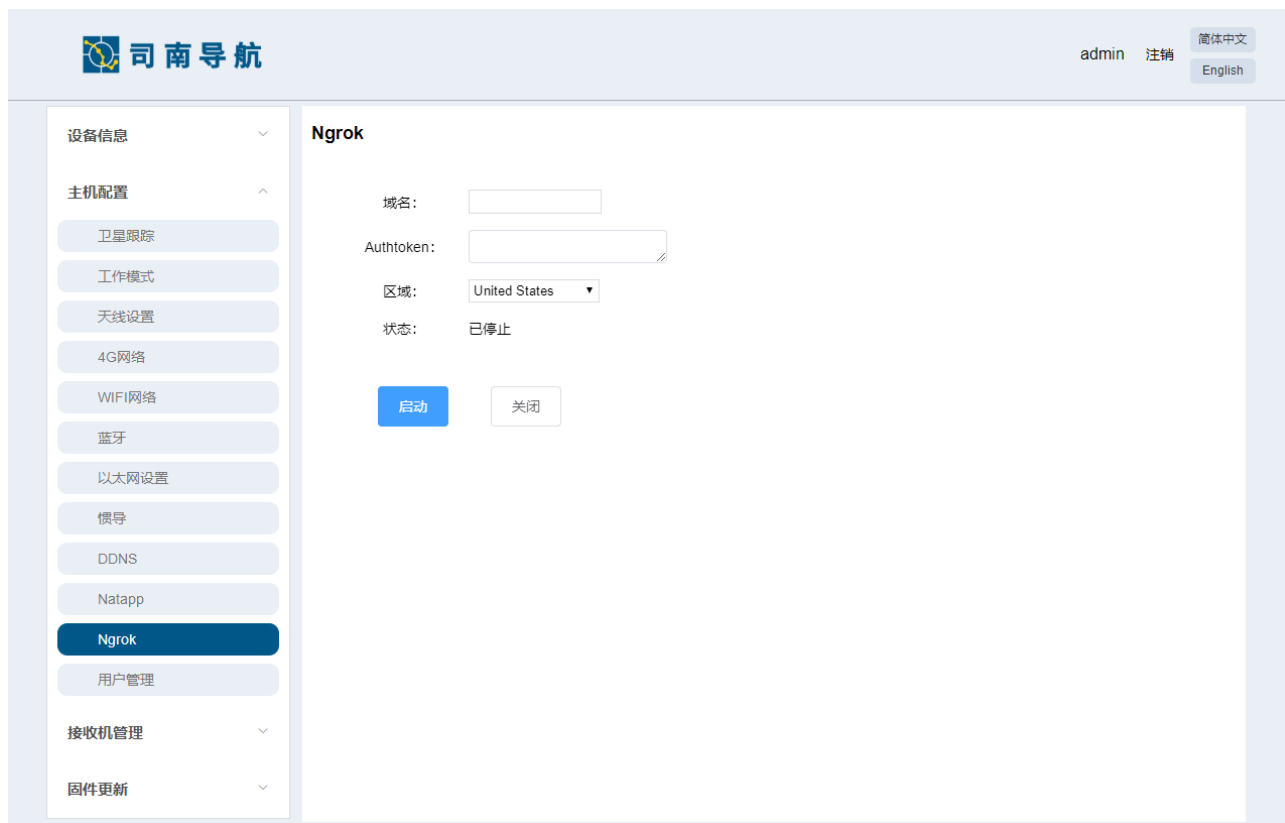 司南导航
admin 注销 简体中文
English
设备信息
主机配置
卫星跟踪
工作模式
天线设置
4G网络
WIFI网络
蓝牙
以太网设置
惯导
DDNS
Natapp
Ngrok
用户管理
接收机管理
固件更新
Ngrok
域名：
Authtoken：
区域： United States
状态： 已停止
启动 关闭